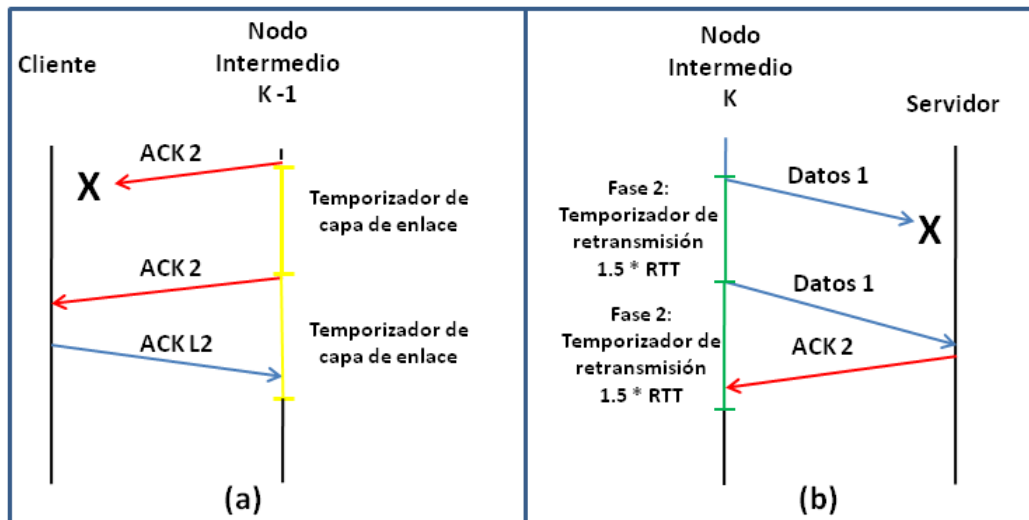 Cliente
Nodo
Intermedio
K -1
ACK 2
X
Temporizador de
capa de enlace
ACK 2
ACK L2
Temporizador de
capa de enlace
(a)
Nodo
Intermedio
K
Servidor
Datos 1
X
Fase 2:
Temporizador de
retransmisión
1.5 * RTT
Datos 1
Fase 2:
Temporizador de
retransmisión
1.5 * RTT
ACK 2
(b)